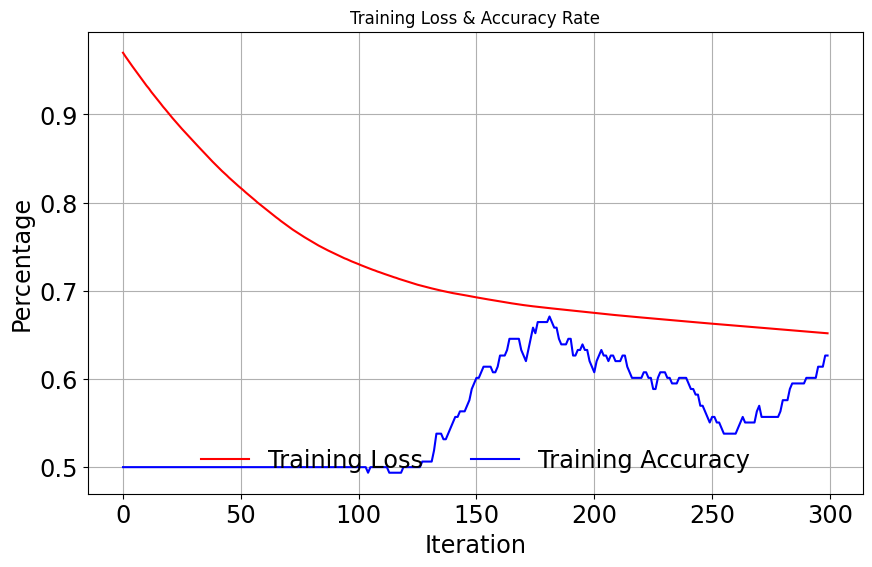 Training Loss & Accuracy Rate
0.9
0.8
0.7
0.6
0.5
Percentage
Training Loss Training Accuracy
0 50 100 150 200 250 300
Iteration